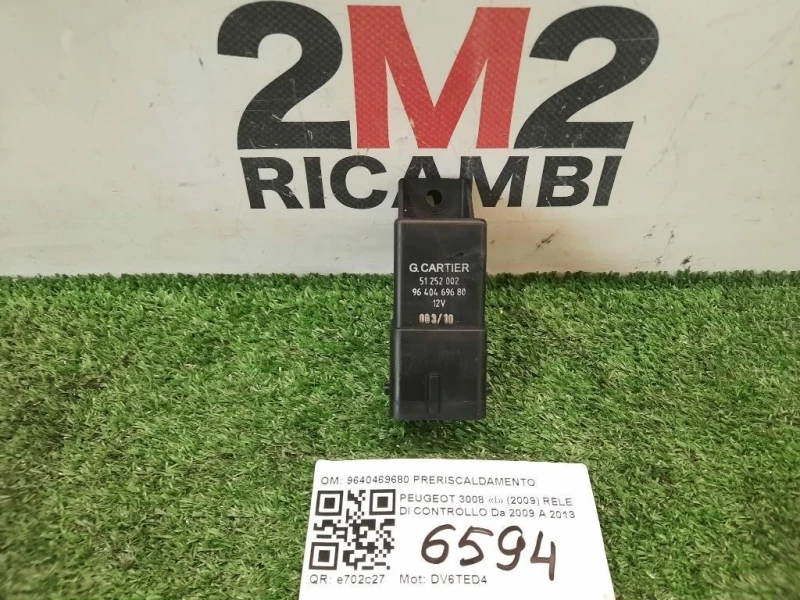 2M2
RICAMBI
G.CARTIER
51 252 002
96 404 696 80
12V
083/10
OM: 9640469680 PRERISCALDAMENTO
PEUGEOT 3008 «I» (2009) RELE
DI CONTROLLO Da 2009 A 2013
6594
QR: e702c27 Mot: DV6TED4